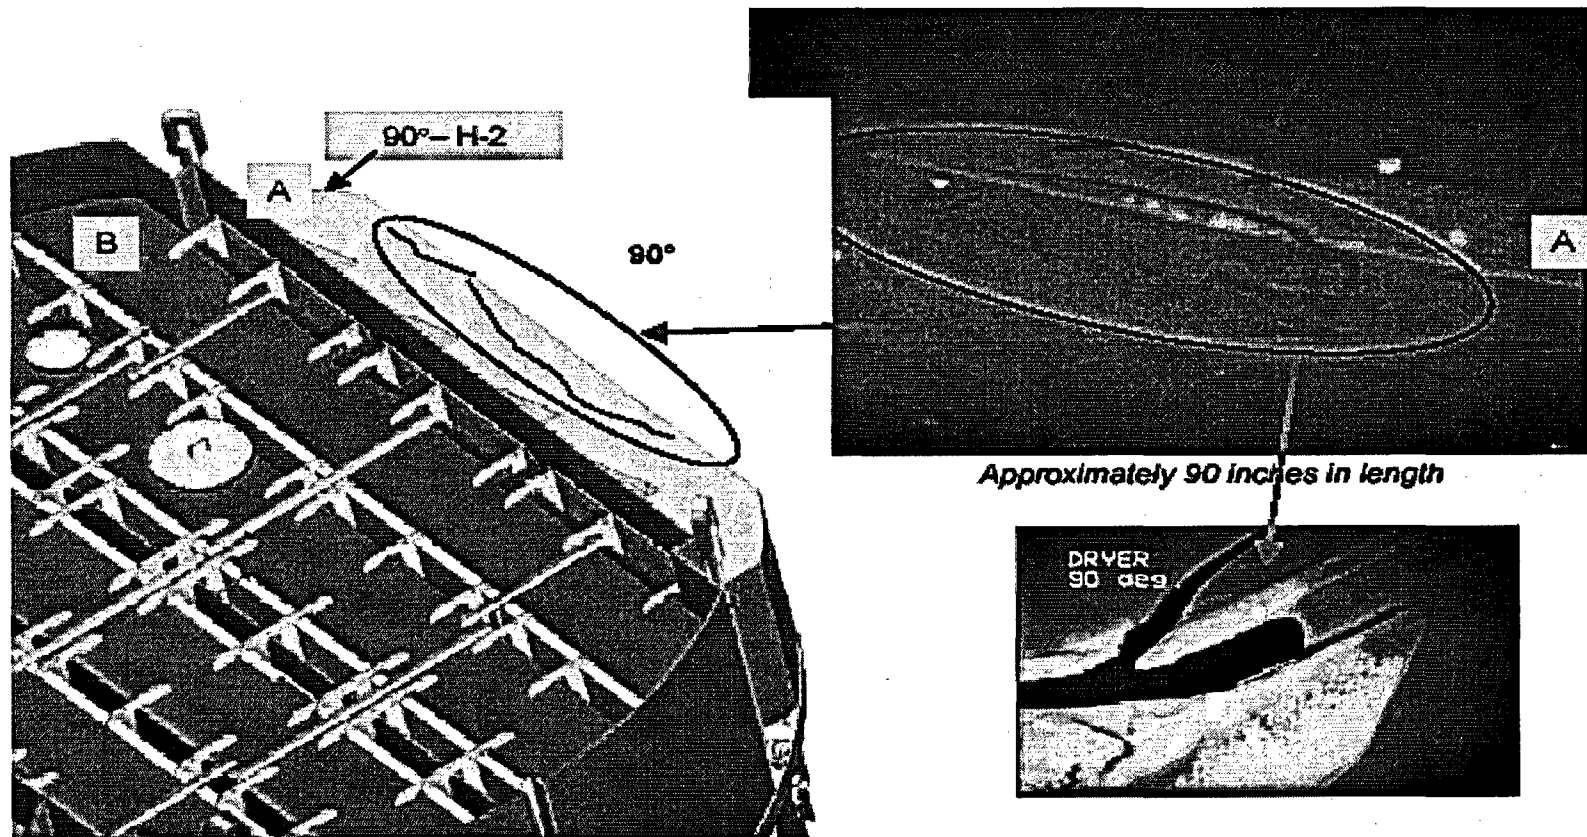 90°– H-2
A
B
90°
A
Approximately 90 inches in length
DRYER
90 deg.